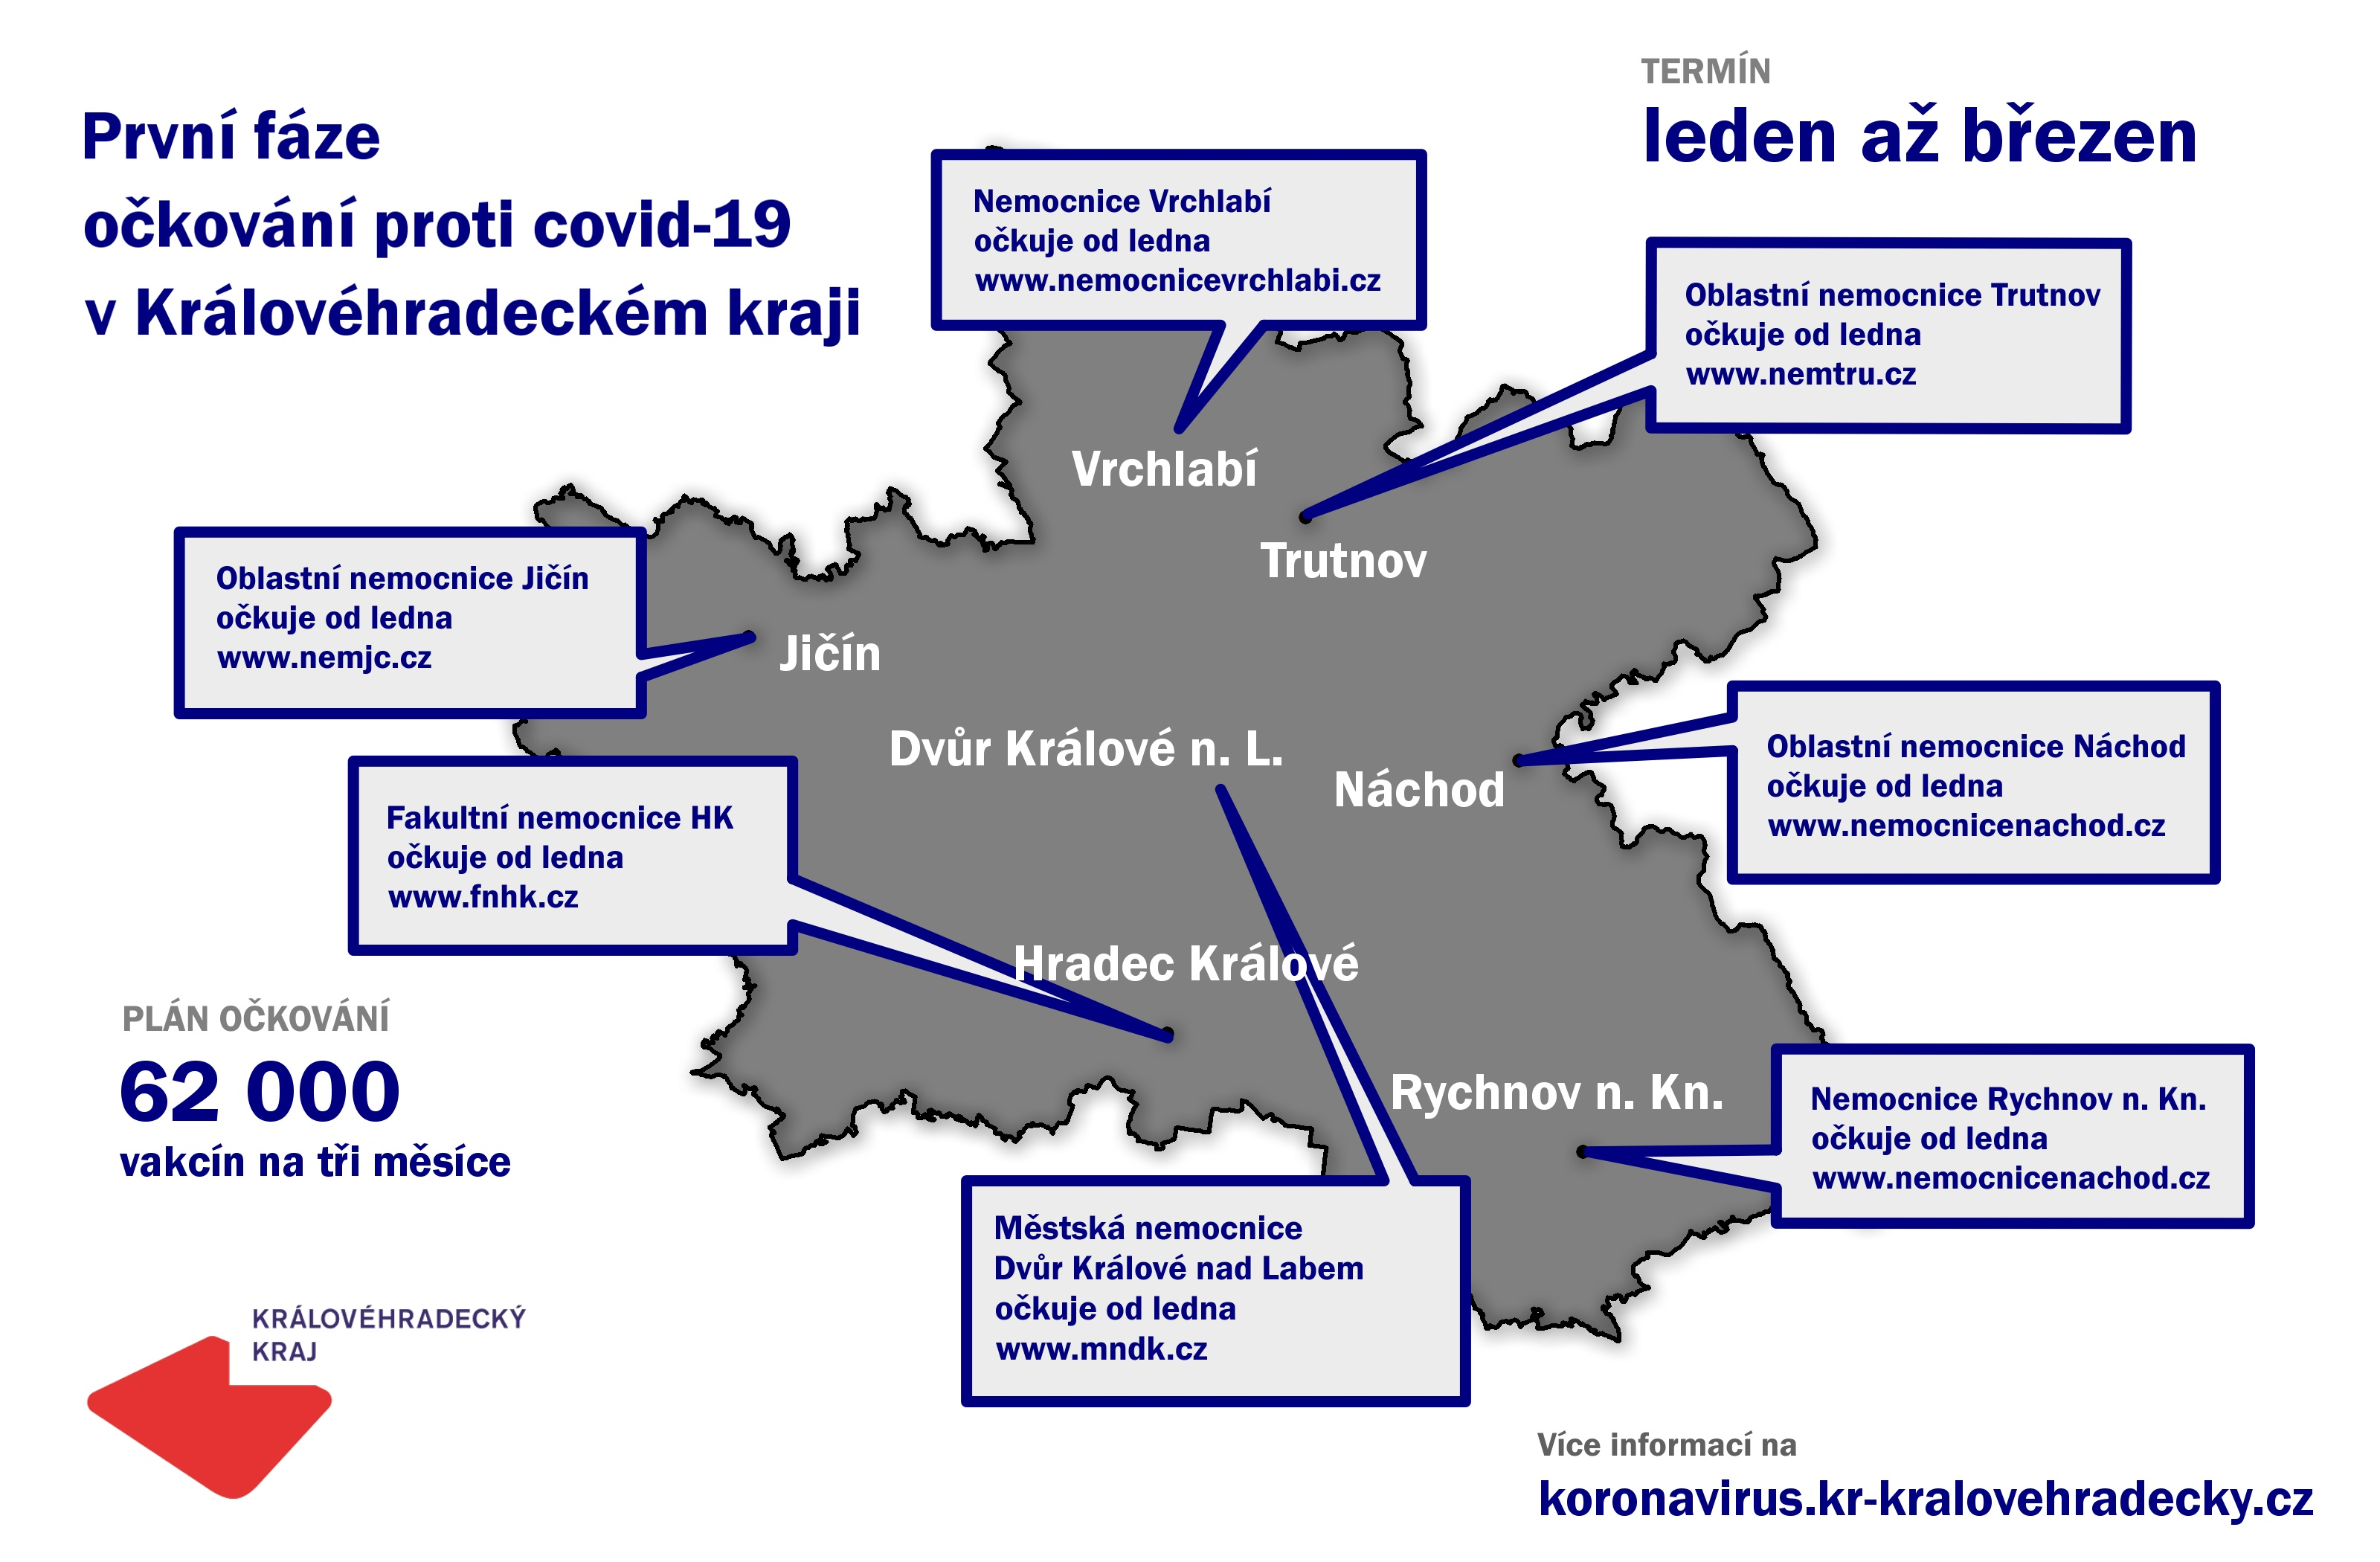 První fáze
očkování proti covid-19
v Královéhradeckém kraji
TERMÍN
leden až březen
Nemocnice Vrchlabí
očkuje od ledna
www.nemocnicevrchlabi.cz
Oblastní nemocnice Trutnov
očkuje od ledna
www.nemtru.cz
Vrchlabí
Trutnov
Oblastní nemocnice Jičín
očkuje od ledna
www.nemjc.cz
Jičín
Dvůr Králové n. L.
Náchod
Oblastní nemocnice Náchod
očkuje od ledna
www.nemocnicenachod.cz
Fakultní nemocnice HK
očkuje od ledna
www.fnhk.cz
Hradec Králové
PLÁN OČKOVÁNÍ
62 000
vakcín na tři měsíce
Rychnov n. Kn.
Nemocnice Rychnov n. Kn.
očkuje od ledna
www.nemocnicenachod.cz
Městská nemocnice
Dvůr Králové nad Labem
očkuje od ledna
www.mndk.cz
KRÁLOVÉHRADECKÝ
KRAJ
Více informací na
koronavirus.kr-kralovehradecky.cz